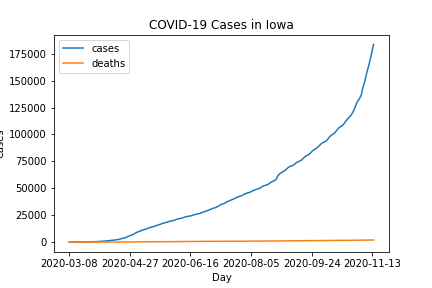 COVID-19 Cases in Iowa
cases
deaths
175000
150000
125000
100000
75000
50000
25000
0
cases
2020-03-08 2020-04-27 2020-06-16 2020-08-05 2020-09-24 2020-11-13
Day